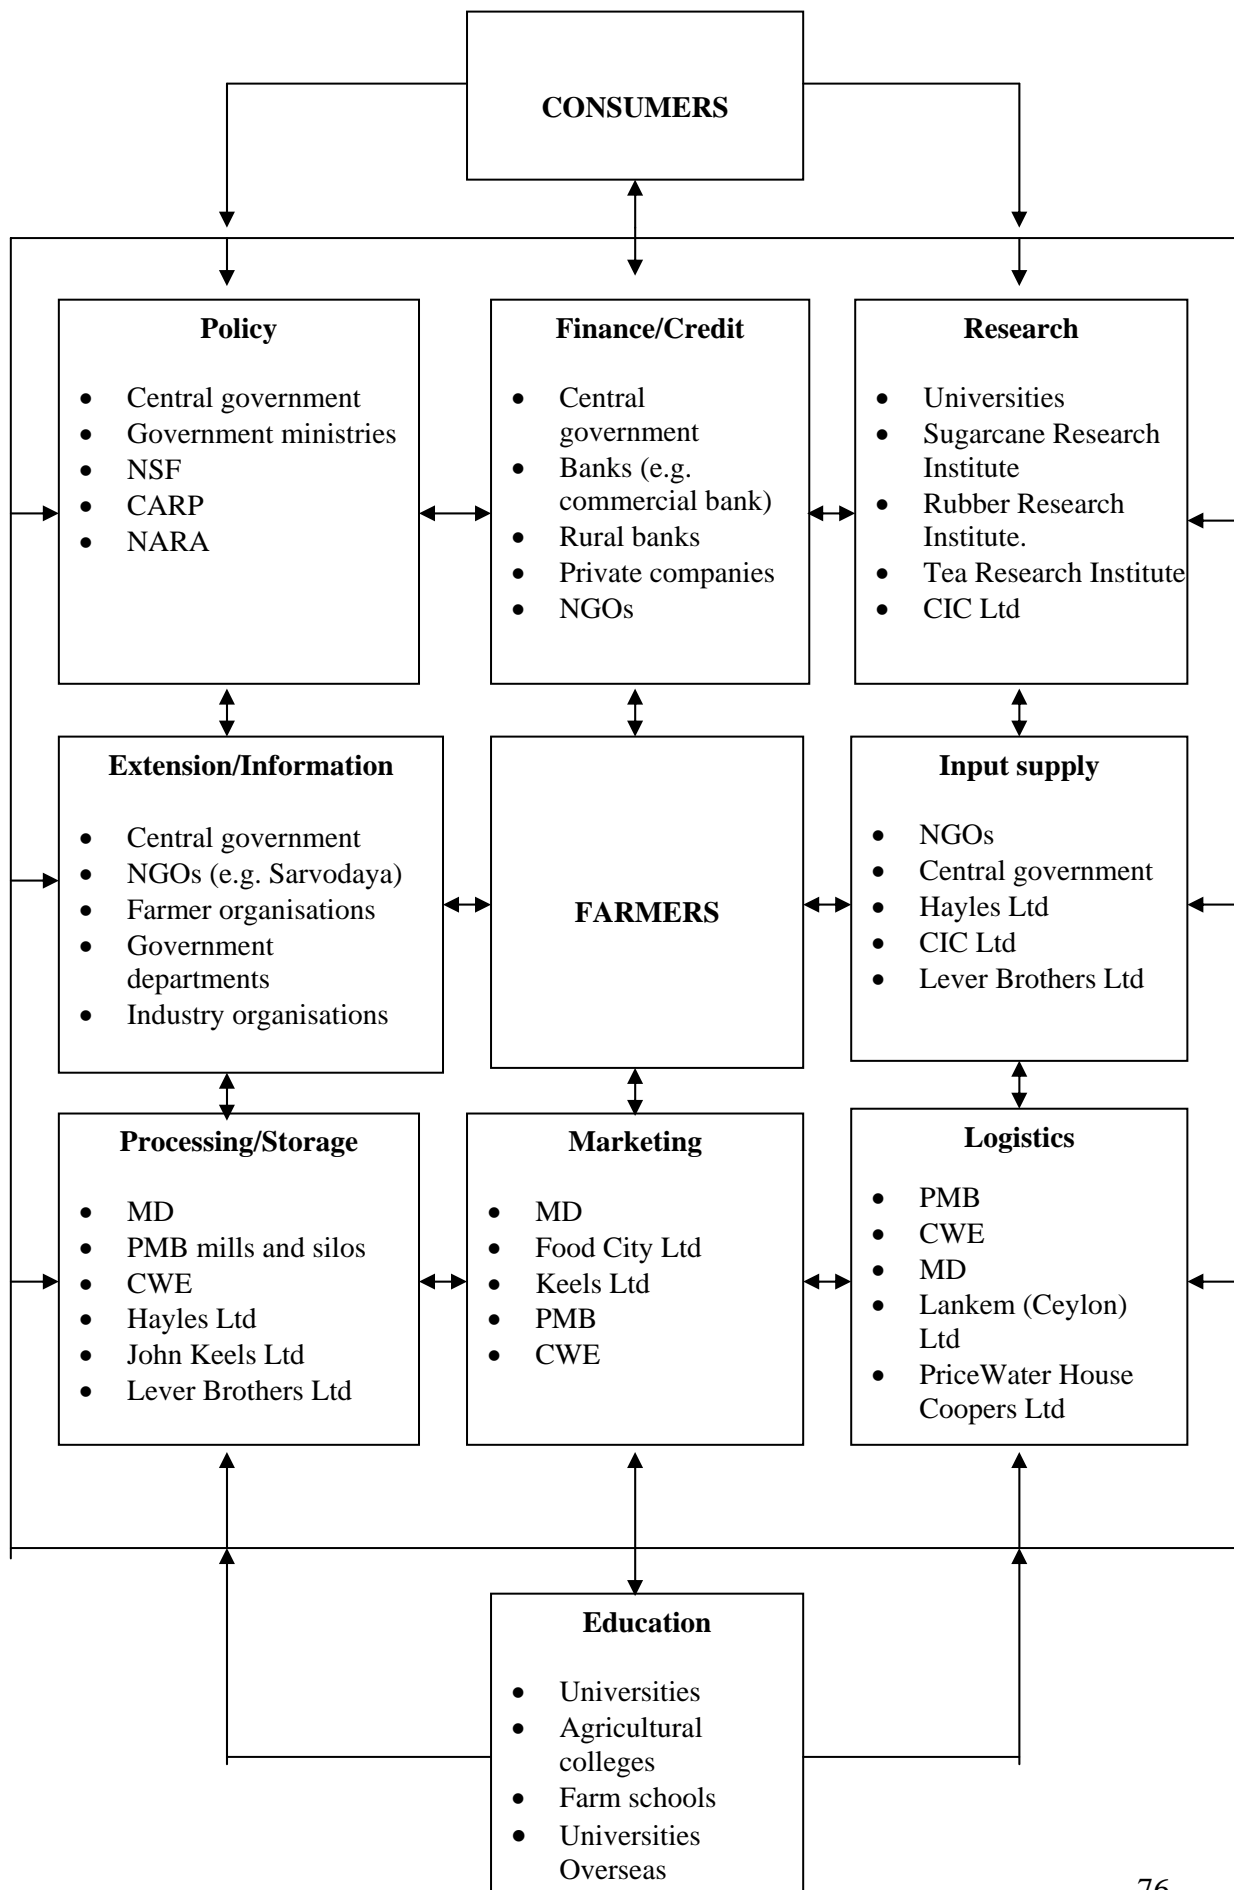 CONSUMERS
Policy
• Central government
• Government ministries
• NSF
• CARP
• NARA
Finance/Credit
• Central
government
• Banks (e.g.
commercial bank)
• Rural banks
• Private companies
• NGOs
Research
• Universities
• Sugarcane Research
Institute
• Rubber Research
Institute.
• Tea Research Institute
• CIC Ltd
Extension/Information
• Central government
• NGOs (e.g. Sarvodaya)
• Farmer organisations
• Government
departments
• Industry organisations
FARMERS
Input supply
• NGOs
• Central government
• Hayles Ltd
• CIC Ltd
• Lever Brothers Ltd
Processing/Storage
• MD
• PMB mills and silos
• CWE
• Hayles Ltd
• John Keels Ltd
• Lever Brothers Ltd
Marketing
• MD
• Food City Ltd
• Keels Ltd
• PMB
• CWE
Logistics
• PMB
• CWE
• MD
• Lankem (Ceylon)
Ltd
• PriceWater House
Coopers Ltd
Education
• Universities
• Agricultural
colleges
• Farm schools
• Universities
Overseas
76